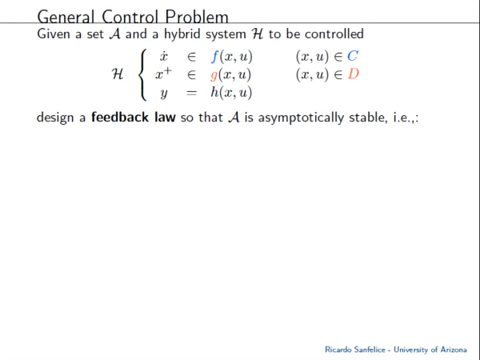 General Control Problem
Given a set 𝒜 and a hybrid system ℋ to be controlled
ẋ ∈ f(x, u) (x, u) ∈ C
ℋ { x⁺ ∈ g(x, u) (x, u) ∈ D
y = h(x, u)
design a feedback law so that 𝒜 is asymptotically stable, i.e.,:
Ricardo Sanfelice - University of Arizona